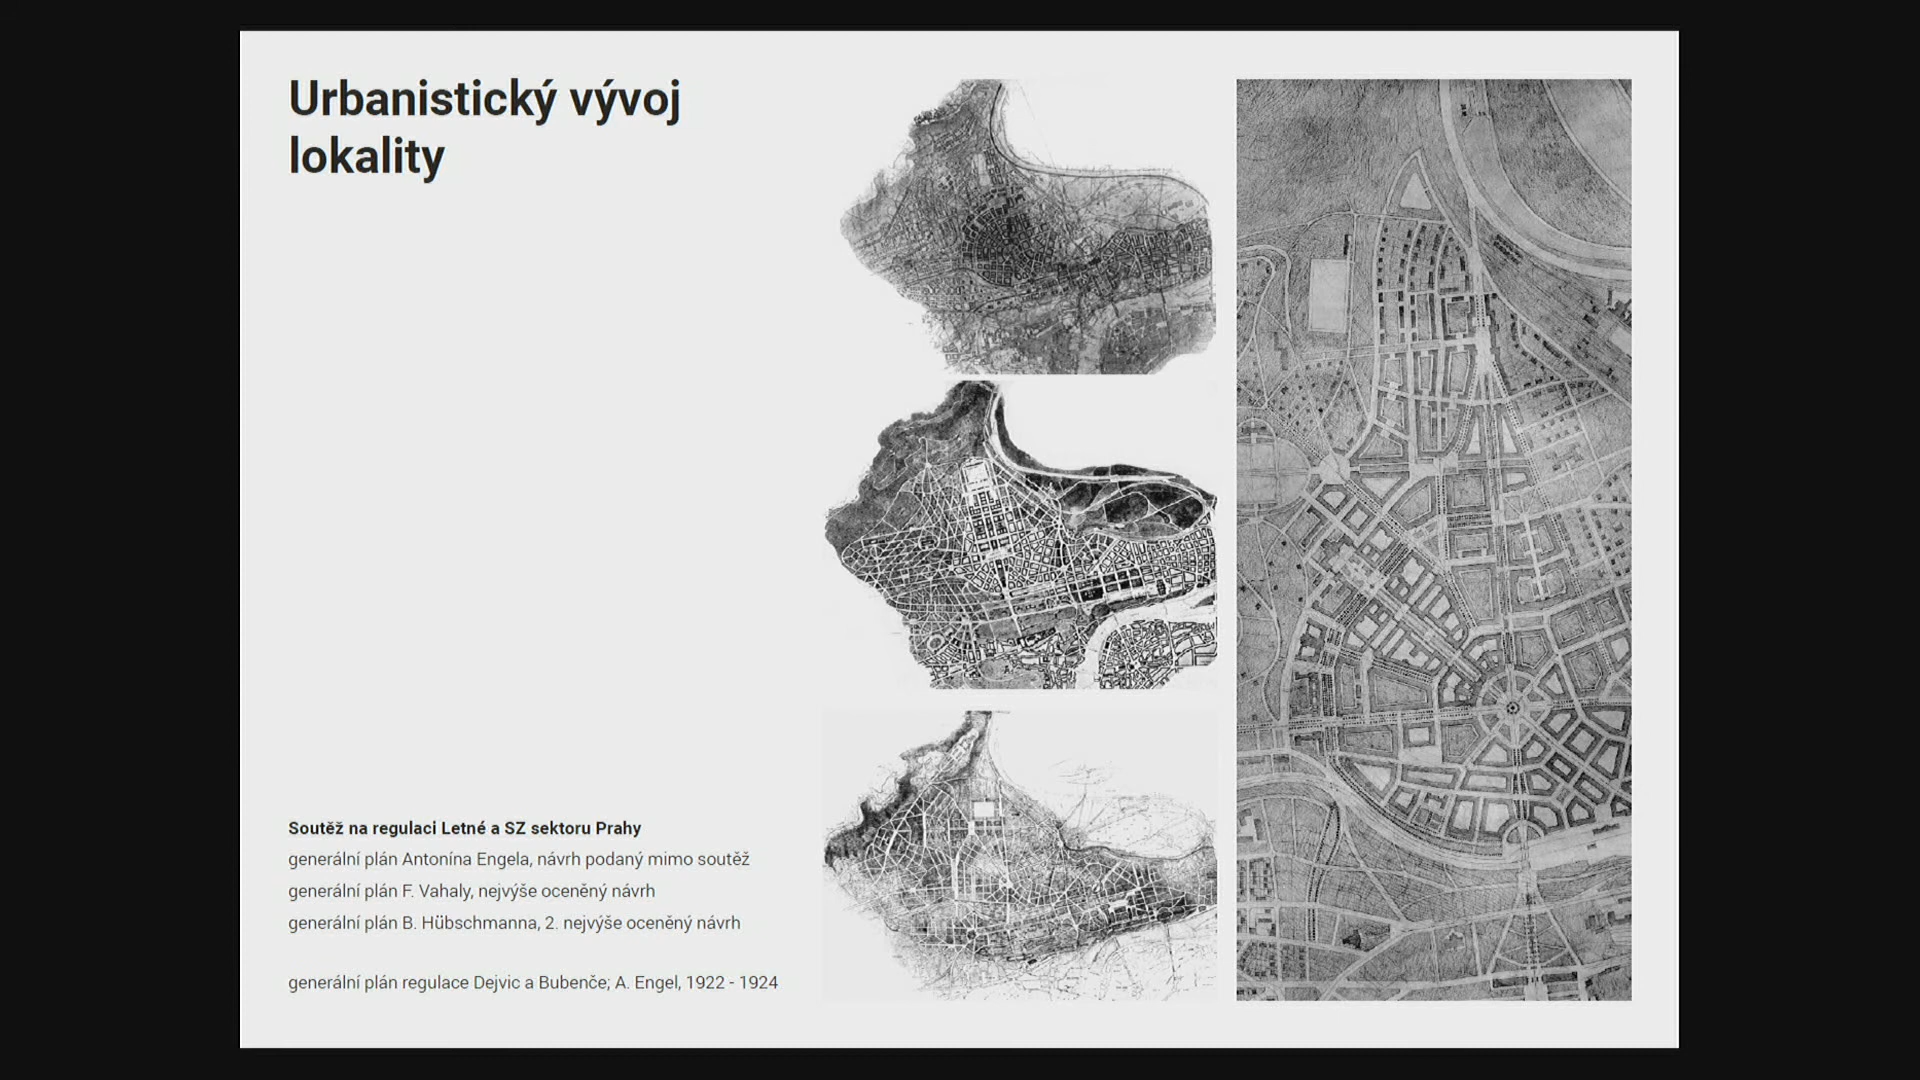 Urbanistický vývoj
lokality
Soutěž na regulaci Letné a SZ sektoru Prahy
generální plán Antonína Engela, návrh podaný mimo soutěž
generální plán F. Vahaly, nejvýše oceněný návrh
generální plán B. Hübschmanna, 2. nejvýše oceněný návrh
generální plán regulace Dejvic a Bubenče; A. Engel, 1922 - 1924